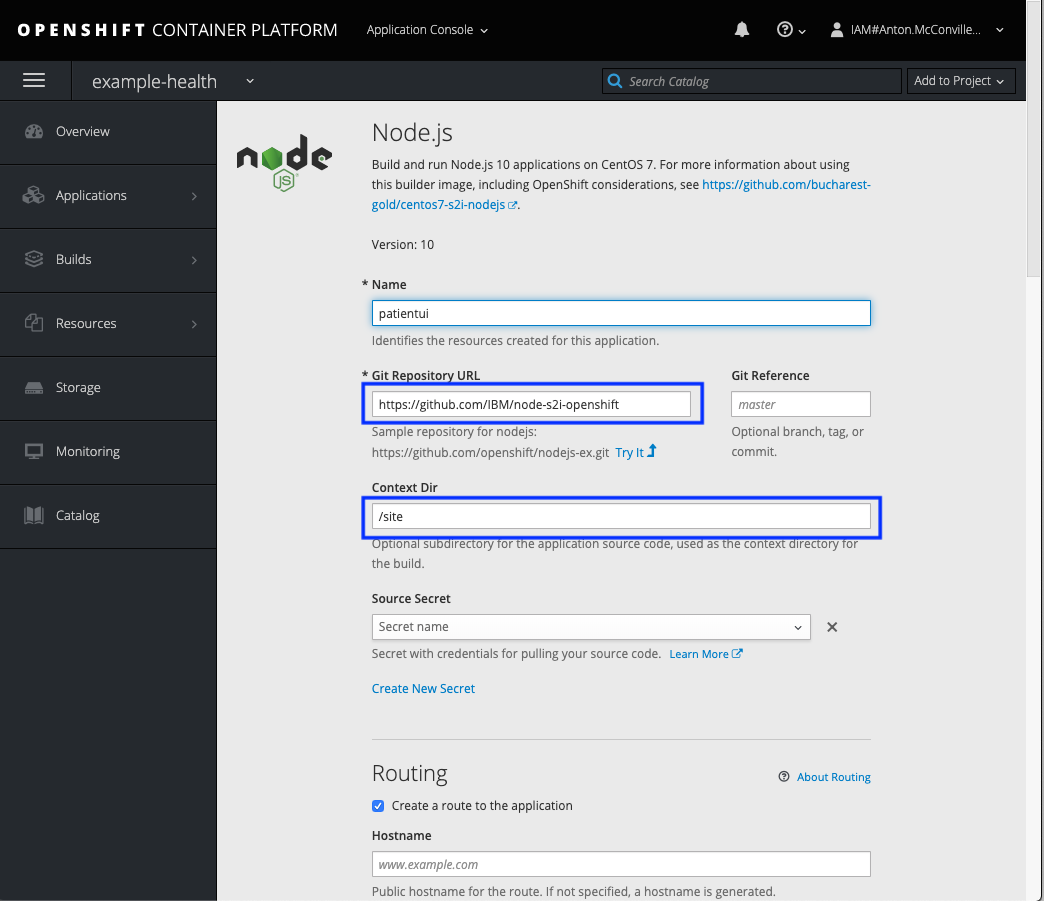 OPENSHIFT CONTAINER PLATFORM
Application Console
IAM#Anton.McConville...
example-health
Search Catalog
Add to Project
Overview
Applications
Builds
Resources
Storage
Monitoring
Catalog
node
JS
Node.js
Build and run Node.js 10 applications on CentOS 7. For more information about using
this builder image, including OpenShift considerations, see https://github.com/bucharest-
gold/centos7-s2i-nodejs.
Version: 10
* Name
patientui
Identifies the resources created for this application.
* Git Repository URL
https://github.com/IBM/node-s2i-openshift
Sample repository for nodejs:
https://github.com/openshift/nodejs-ex.git Try It
Git Reference
master
Optional branch, tag, or
commit.
Context Dir
/site
Optional subdirectory for the application source code, used as the context directory for
the build.
Source Secret
Secret name
Secret with credentials for pulling your source code. Learn More
Create New Secret
Routing
About Routing
Create a route to the application
Hostname
www.example.com
Public hostname for the route. If not specified, a hostname is generated.